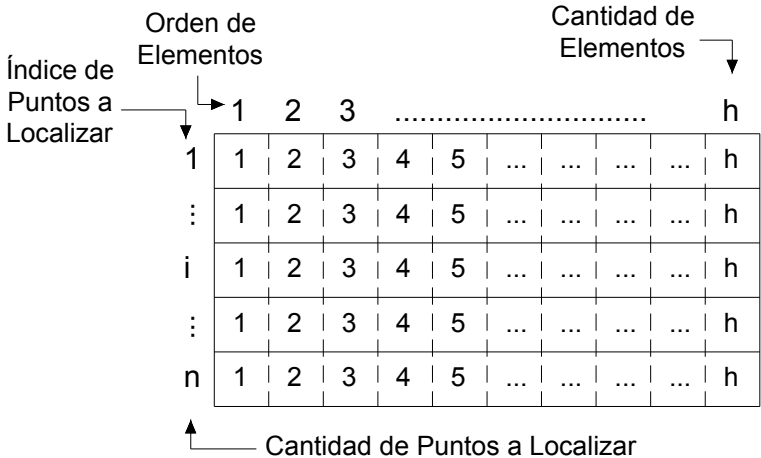 Orden de
Elementos
Cantidad de
Elementos
Índice de
Puntos a
Localizar
1 2 3 ............................. h
1 1 2 3 4 5 ... ... ... ... h
⋮ 1 2 3 4 5 ... ... ... ... h
i 1 2 3 4 5 ... ... ... ... h
⋮ 1 2 3 4 5 ... ... ... ... h
n 1 2 3 4 5 ... ... ... ... h
Cantidad de Puntos a Localizar